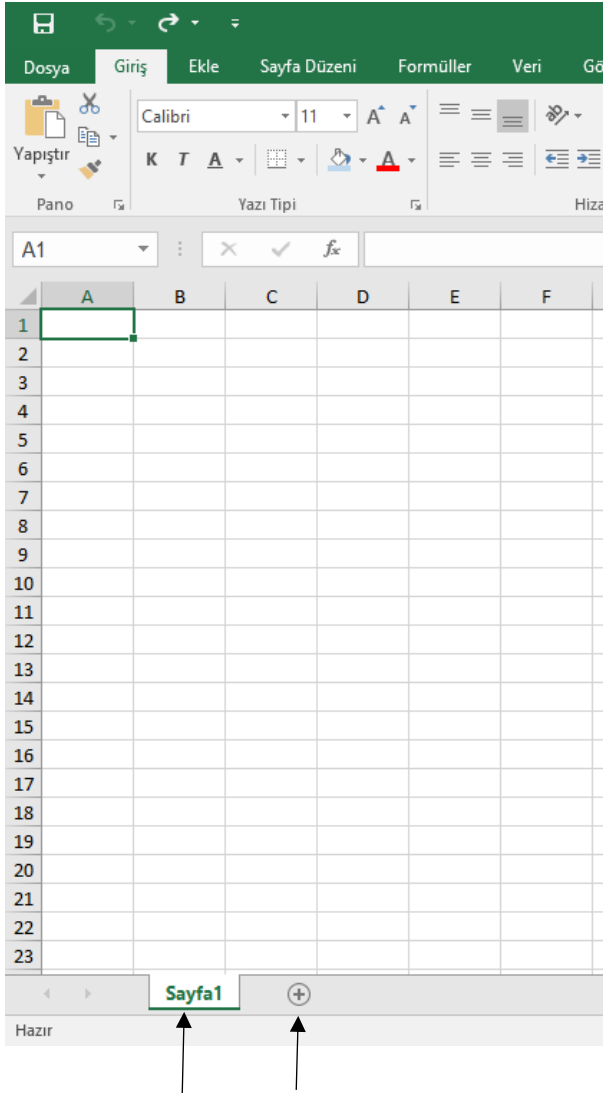 Dosya Giriş Ekle Sayfa Düzeni Formüller Veri Gö
Calibri 11 A A
Yapıştır K T A A
Pano Yazı Tipi Hiza
A1 fx
A B C D E F
1
2
3
4
5
6
7
8
9
10
11
12
13
14
15
16
17
18
19
20
21
22
23
Sayfa1
Hazır